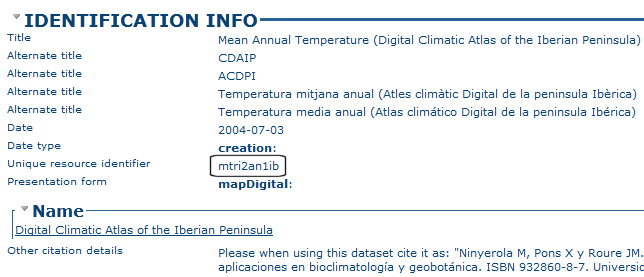 IDENTIFICATION INFO
Title Mean Annual Temperature (Digital Climatic Atlas of the Iberian Peninsula)
Alternate title CDAIP
Alternate title ACDPI
Alternate title Temperatura mitjana anual (Atles climàtic Digital de la peninsula Ibèrica)
Alternate title Temperatura media anual (Atlas climático Digital de la peninsula Ibérica)
Date 2004-07-03
Date type creation:
Unique resource identifier mtri2an1ib
Presentation form mapDigital:
Name
Digital Climatic Atlas of the Iberian Peninsula
Other citation details Please when using this dataset cite it as: "Ninyerola M, Pons X y Roure JM.
aplicaciones en bioclimatología y geobotánica. ISBN 932860-8-7. Universi